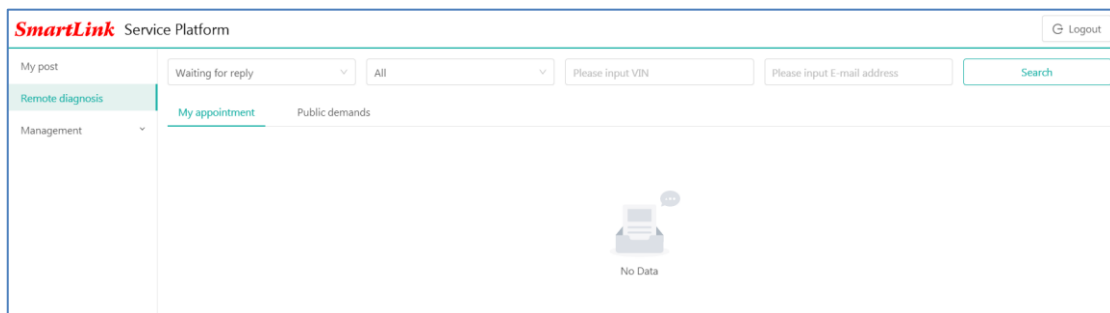 SmartLink Service Platform
Logout
My post
Remote diagnosis
Management
Waiting for reply
All
Please input VIN
Please input E-mail address
Search
My appointment
Public demands
No Data